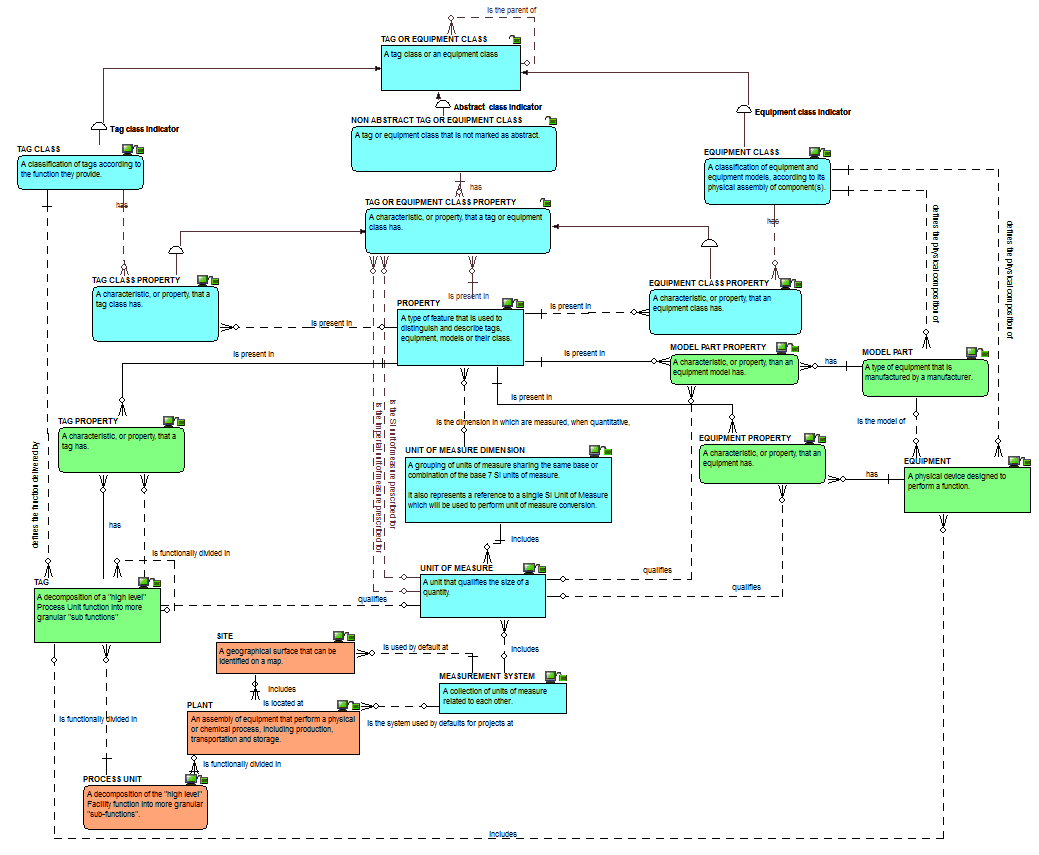 Is the parent of
TAG OR EQUIPMENT CLASS
A tag class or an equipment class
Tag class indicator
Abstract class indicator
Equipment class indicator
NON ABSTRACT TAG OR EQUIPMENT CLASS
A tag or equipment class that is not marked as abstract.
TAG CLASS
A classification of tags according to
the function they provide.
EQUIPMENT CLASS
A classification of equipment and
equipment models, according to its
physical assembly of component(s).
has
has
has
TAG OR EQUIPMENT CLASS PROPERTY
A characteristic, or property, that a tag or equipment
class has.
defines the physical composition of
defines the physical composition of
TAG CLASS PROPERTY
A characteristic, or property, that a
tag class has.
EQUIPMENT CLASS PROPERTY
A characteristic, or property, that an
equipment class has.
Is present in
PROPERTY
A type of feature that is used to
distinguish and describe tags,
equipment, models or their class.
Is present in
Is present in
Is present in
Is present in
MODEL PART PROPERTY
A characteristic, or property, than an
equipment model has.
has
MODEL PART
A type of equipment that is
manufactured by a manufacturer.
Is present in
Is the SI unit of measure prescribed for
Is the imperial unit of measure prescribed for
TAG PROPERTY
A characteristic, or property, that a
tag has.
Is the dimension in which are measured, when quantitative,
Is the model of
EQUIPMENT PROPERTY
A characteristic, or property, that an
equipment has.
has
EQUIPMENT
A physical device designed to
perform a function.
UNIT OF MEASURE DIMENSION
A grouping of units of measure sharing the same base or
combination of the base 7 SI units of measure.
It also represents a reference to a single SI Unit of Measure
which will be used to perform unit of measure conversion.
defines the function delivered by
has
Is functionally divided in
Includes
UNIT OF MEASURE
A unit that qualifies the size of a
quantity.
qualifies
qualifies
qualifies
TAG
A decomposition of a "high level"
Process Unit function into more
granular "sub functions"
SITE
A geographical surface that can be
identified on a map.
Is used by default at
Includes
MEASUREMENT SYSTEM
A collection of units of measure
related to each other.
Includes
Is located at
PLANT
An assembly of equipment that perform a physical
or chemical process, including production,
transportation and storage.
Is the system used by defaults for projects at
Is functionally divided in
Is functionally divided in
PROCESS UNIT
A decomposition of the "high level"
Facility function into more granular
"sub-functions".
Includes